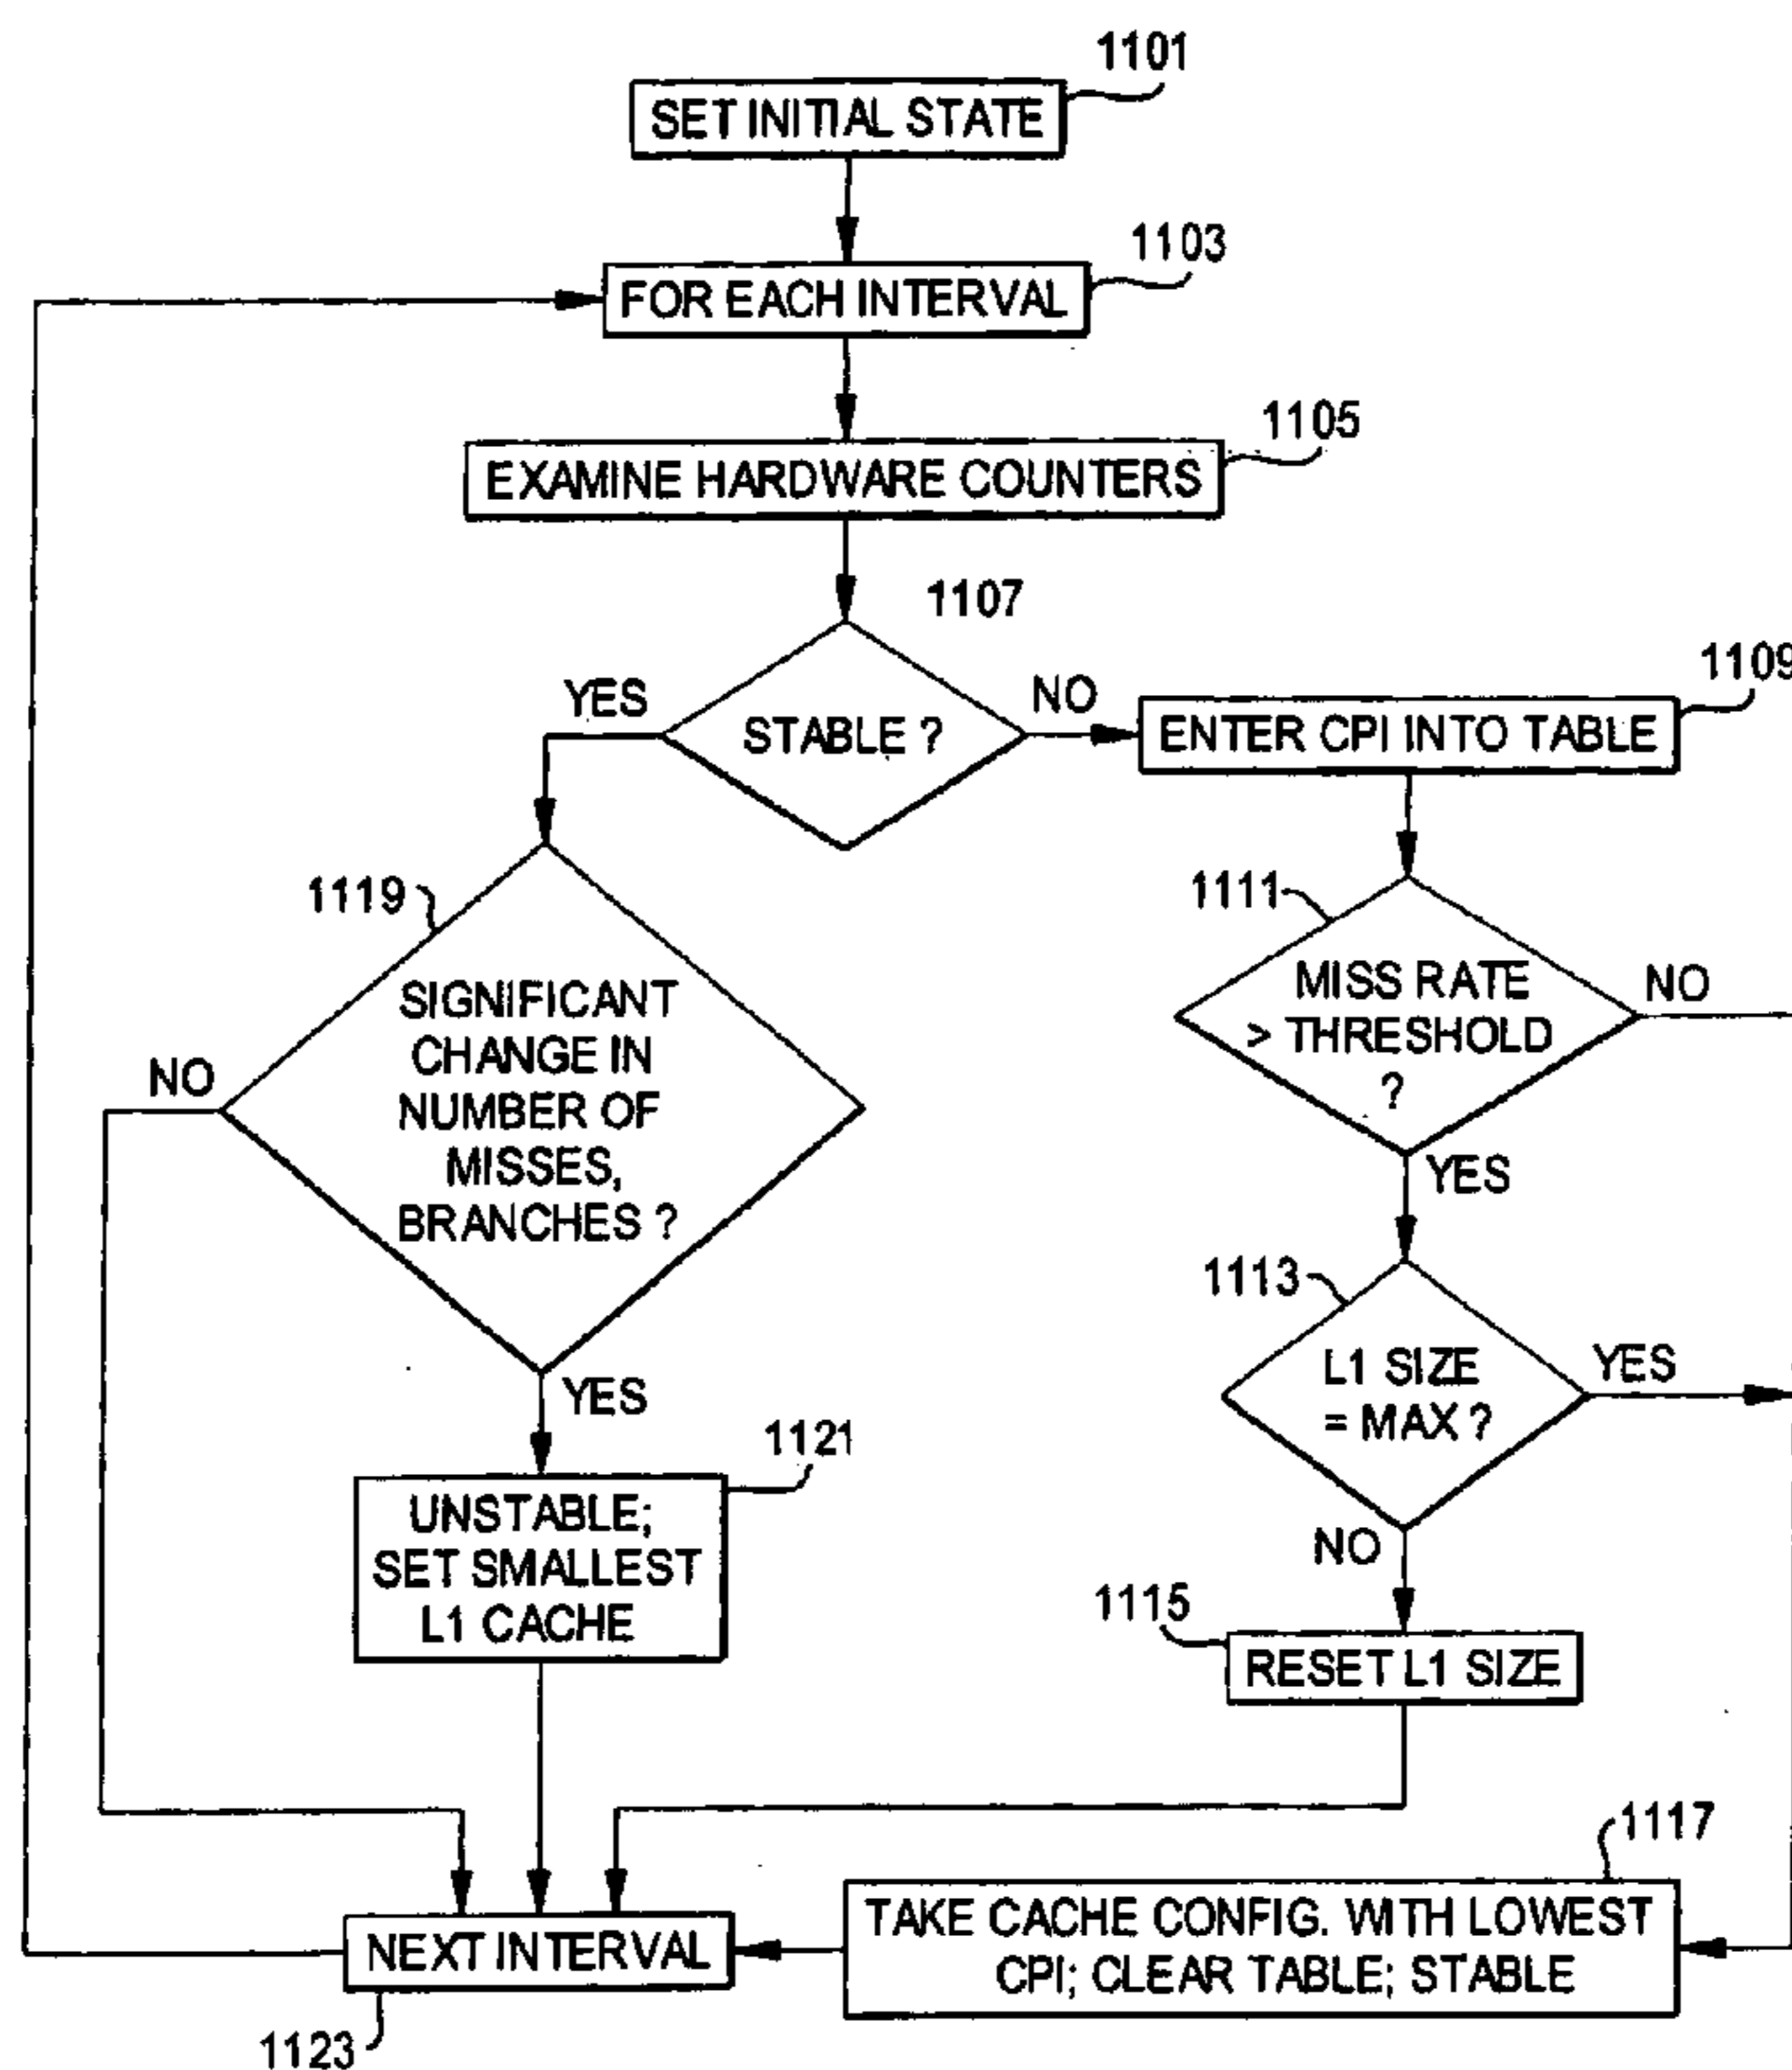 1101
SET INITIAL STATE
1103
FOR EACH INTERVAL
1105
EXAMINE HARDWARE COUNTERS
1107
STABLE ?
YES
NO
1109
ENTER CPI INTO TABLE
1119
SIGNIFICANT
CHANGE IN
NUMBER OF
MISSES,
BRANCHES ?
NO
YES
1111
MISS RATE
> THRESHOLD
?
NO
YES
1113
L1 SIZE
= MAX ?
YES
NO
1121
UNSTABLE;
SET SMALLEST
L1 CACHE
1115
RESET L1 SIZE
1117
TAKE CACHE CONFIG. WITH LOWEST
CPI; CLEAR TABLE; STABLE
NEXT INTERVAL
1123